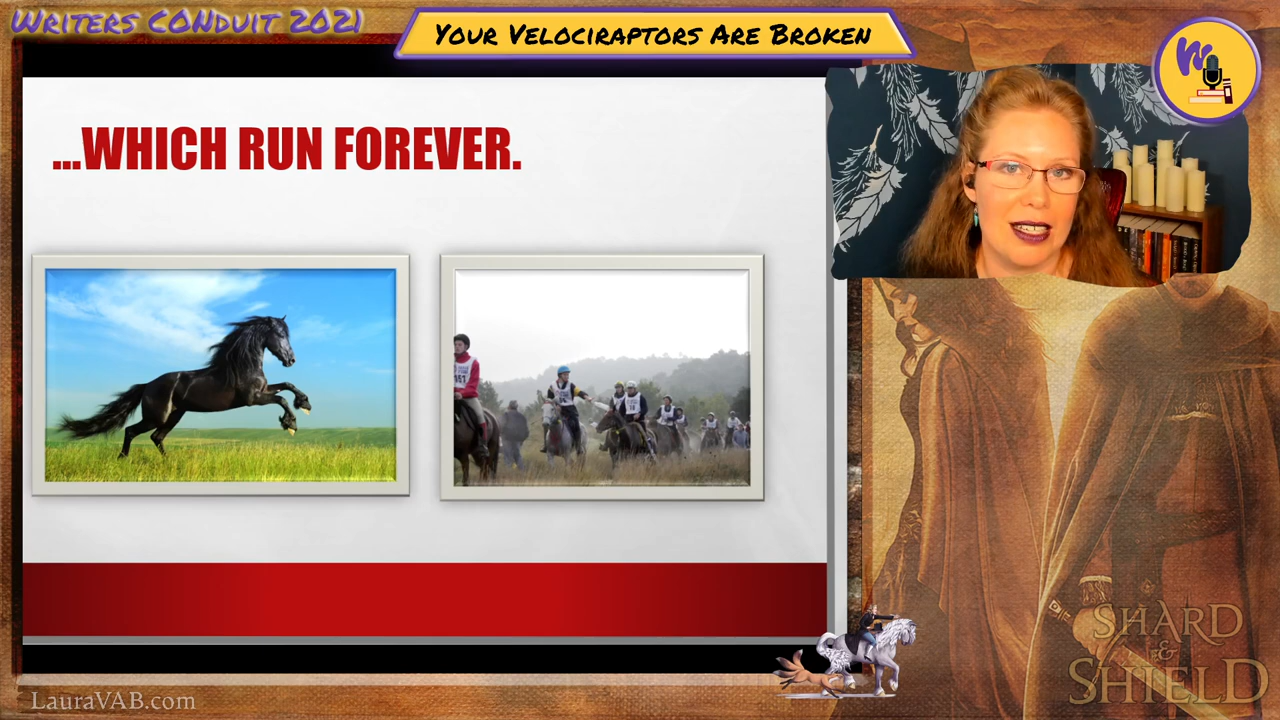 Writers CONduit 2021
Your Velociraptors Are Broken
W
...WHICH RUN FOREVER.
SHARD
&
SHIELD
LauraVAB.com